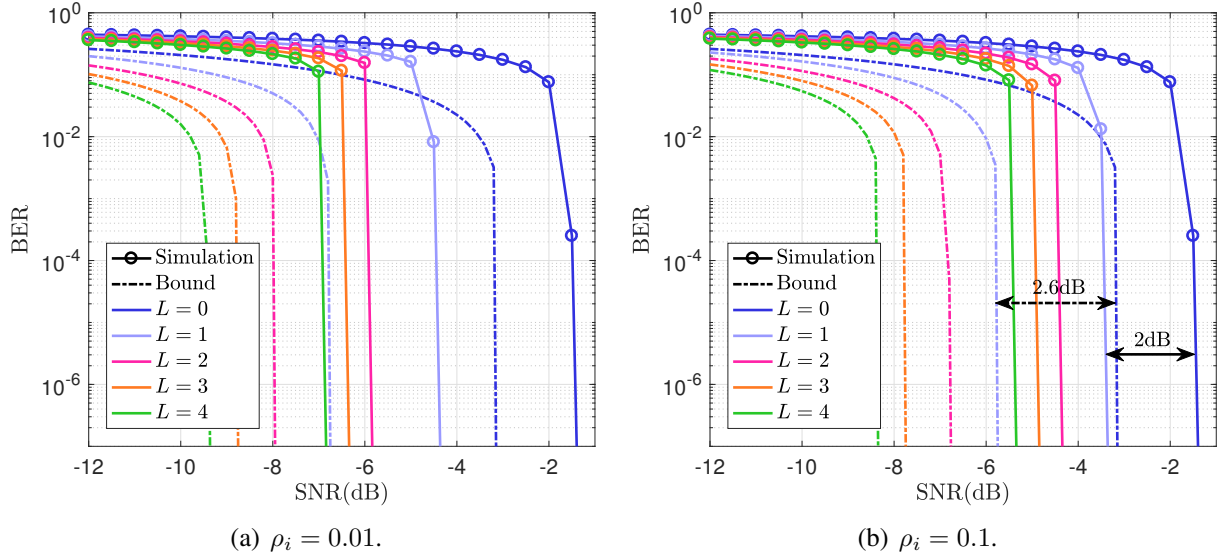 10^0
10^-2
10^-4
10^-6
BER
Simulation
Bound
L = 0
L = 1
L = 2
L = 3
L = 4
-12
-10
-8
-6
-4
-2
SNR(dB)
(a) ρ_i = 0.01.
10^0
10^-2
10^-4
10^-6
BER
Simulation
Bound
L = 0
L = 1
L = 2
L = 3
L = 4
2.6dB
2dB
-12
-10
-8
-6
-4
-2
SNR(dB)
(b) ρ_i = 0.1.